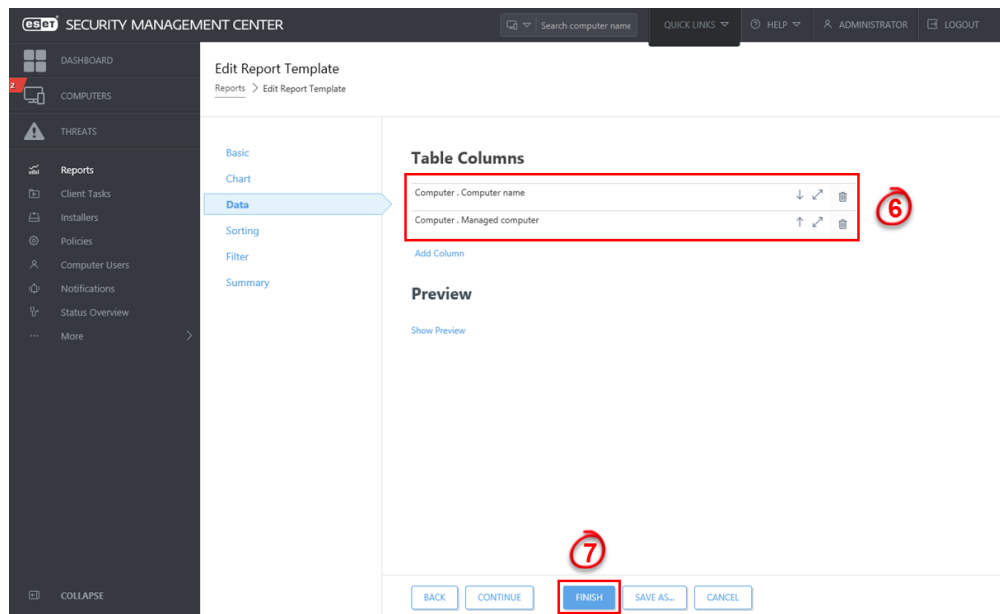 eset SECURITY MANAGEMENT CENTER
Search computer name
QUICK LINKS
HELP
ADMINISTRATOR
LOGOUT
DASHBOARD
2
COMPUTERS
THREATS
Reports
Client Tasks
Installers
Policies
Computer Users
Notifications
Status Overview
More
COLLAPSE
Edit Report Template
Reports > Edit Report Template
Basic
Chart
Data
Sorting
Filter
Summary
Table Columns
Computer . Computer name
Computer . Managed computer
6
Add Column
Preview
Show Preview
7
BACK
CONTINUE
FINISH
SAVE AS...
CANCEL